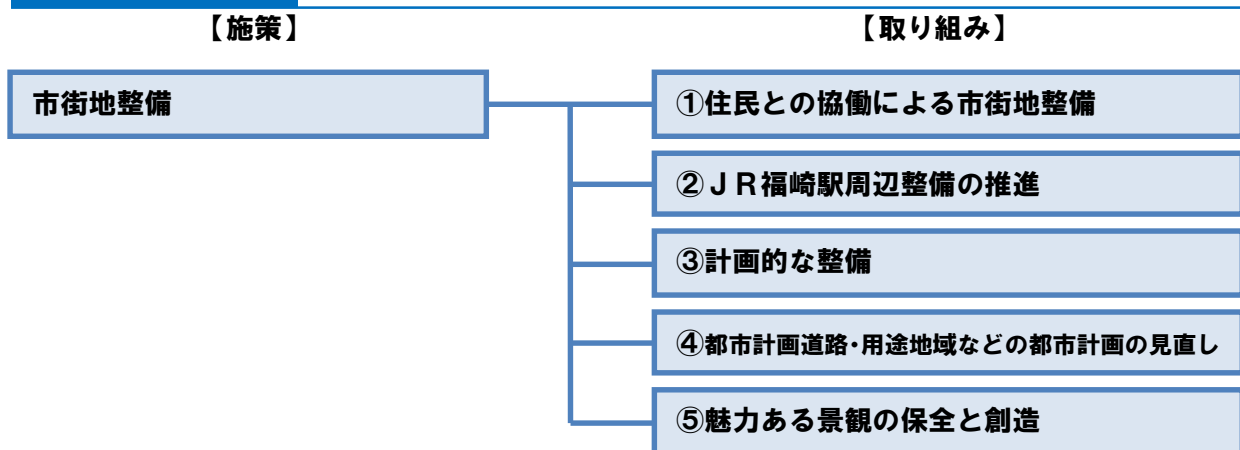 【施策】
【取り組み】
市街地整備
①住民との協働による市街地整備
②ＪＲ福崎駅周辺整備の推進
③計画的な整備
④都市計画道路・用途地域などの都市計画の見直し
⑤魅力ある景観の保全と創造